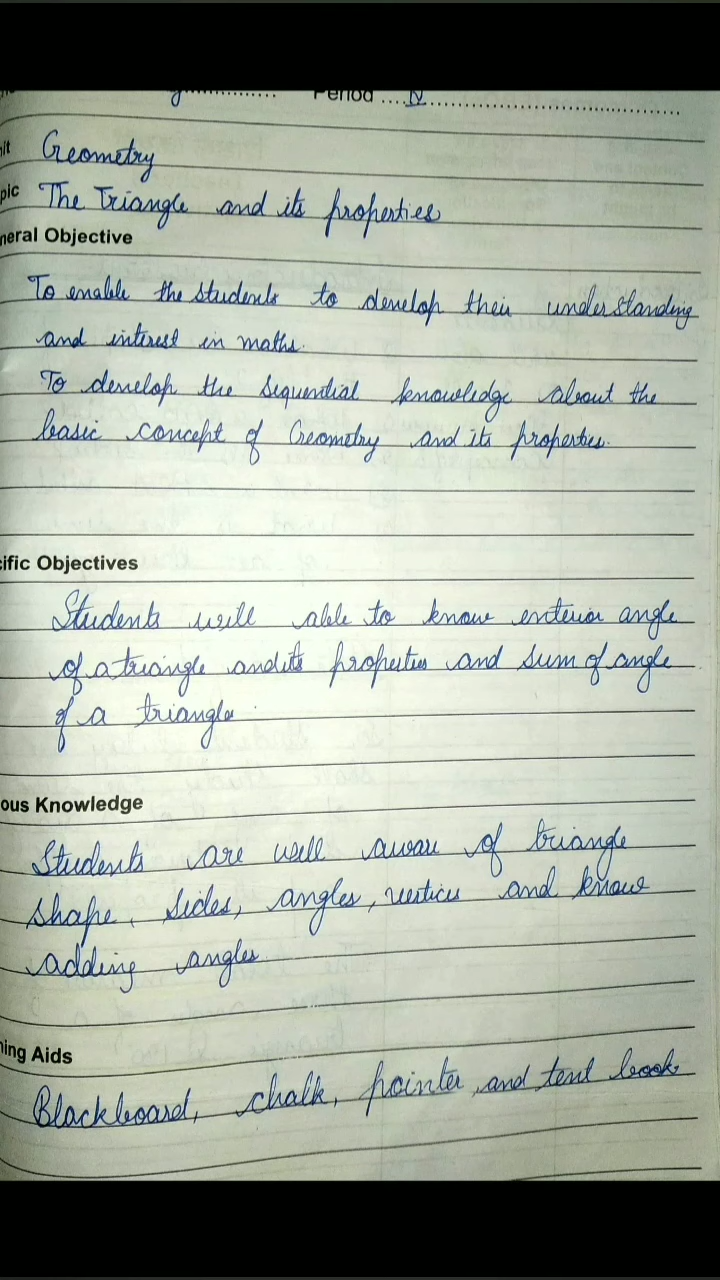 Period .... IV
it Geometry
pic The Triangle and its properties
neral Objective
To enable the students to develop their understanding
and interest in maths.
To develop the sequential knowledge about the
basic concept of Geometry and its properties.
ific Objectives
Students will able to know exterior angle
of a triangle and its properties and sum of angle
of a triangle.
ous Knowledge
Students are well aware of triangle
shape, sides, angles, vertices and know
adding angles.
ning Aids
Blackboard, chalk, pointer, and text book